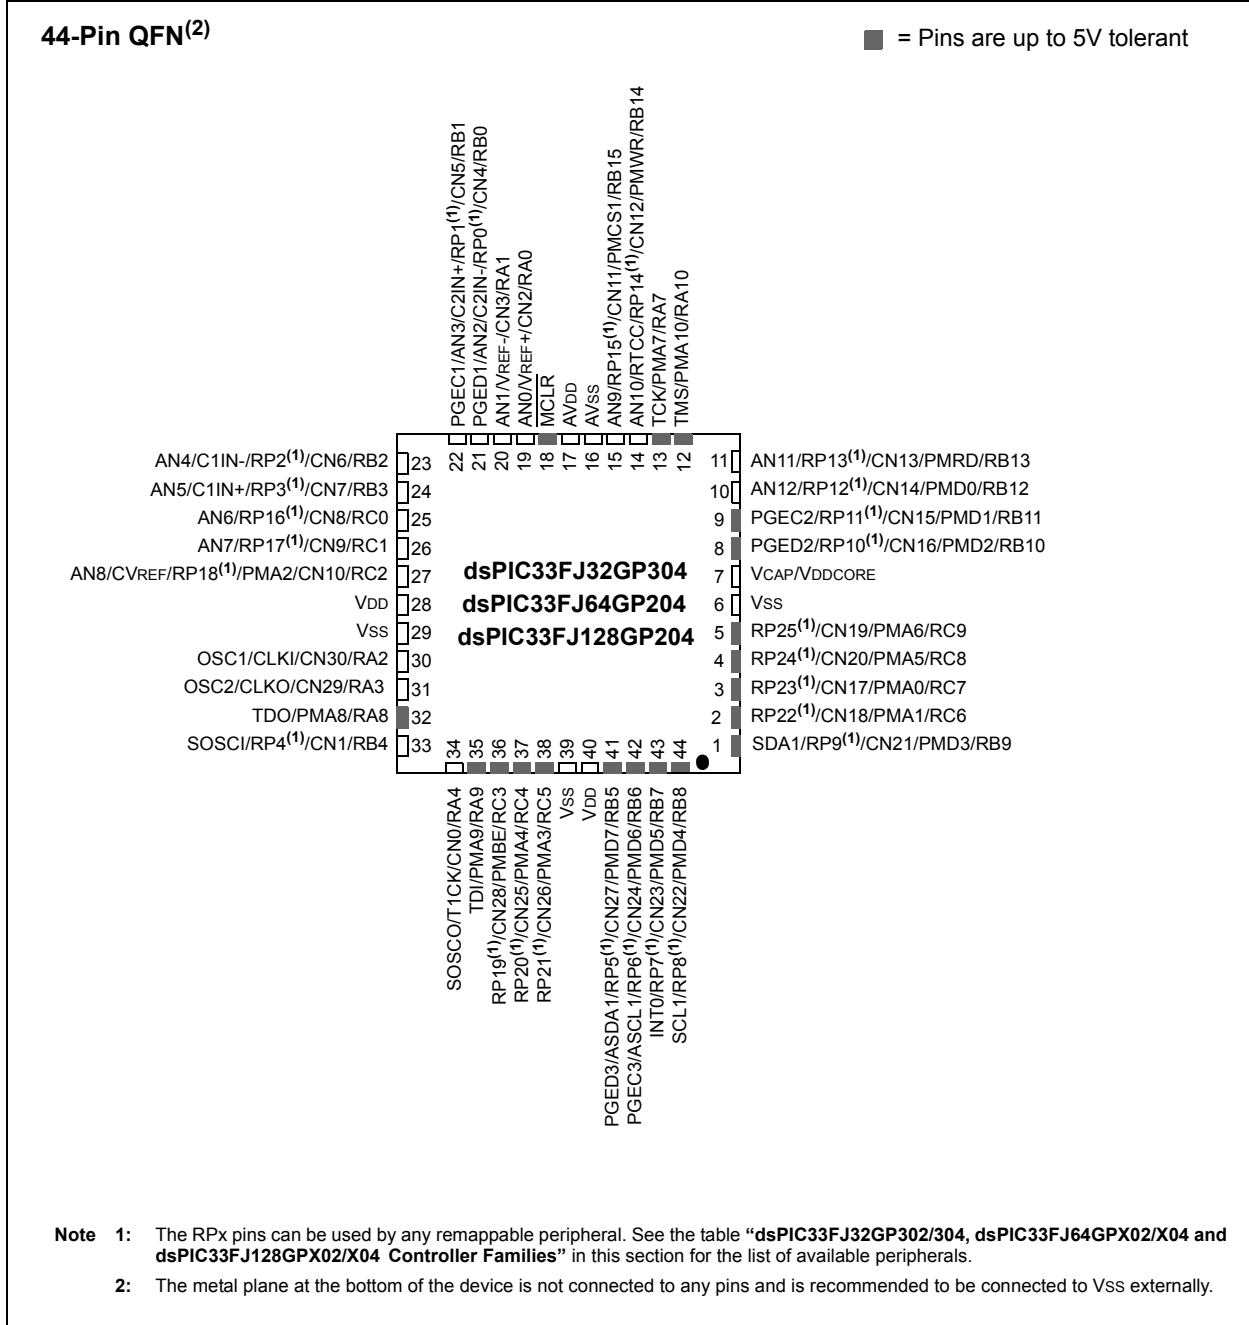 44-Pin QFN(2)
= Pins are up to 5V tolerant
PGEC1/AN3/C2IN+/RP1(1)/CN5/RB1
PGED1/AN2/C2IN-/RP0(1)/CN4/RB0
AN1/VREF-/CN3/RA1
AN0/VREF+/CN2/RA0
MCLR
AVDD
AVSS
AN9/RP15(1)/CN11/PMCS1/RB15
AN10/RTCC/RP14(1)/CN12/PMWR/RB14
TCK/PMA7/RA7
TMS/PMA10/RA10
22 21 20 19 18 17 16 15 14 13 12
AN4/C1IN-/RP2(1)/CN6/RB2 23
AN5/C1IN+/RP3(1)/CN7/RB3 24
AN6/RP16(1)/CN8/RC0 25
AN7/RP17(1)/CN9/RC1 26
AN8/CVREF/RP18(1)/PMA2/CN10/RC2 27
VDD 28
VSS 29
OSC1/CLKI/CN30/RA2 30
OSC2/CLKO/CN29/RA3 31
TDO/PMA8/RA8 32
SOSCI/RP4(1)/CN1/RB4 33
dsPIC33FJ32GP304
dsPIC33FJ64GP204
dsPIC33FJ128GP204
11 AN11/RP13(1)/CN13/PMRD/RB13
10 AN12/RP12(1)/CN14/PMD0/RB12
9 PGEC2/RP11(1)/CN15/PMD1/RB11
8 PGED2/RP10(1)/CN16/PMD2/RB10
7 VCAP/VDDCORE
6 VSS
5 RP25(1)/CN19/PMA6/RC9
4 RP24(1)/CN20/PMA5/RC8
3 RP23(1)/CN17/PMA0/RC7
2 RP22(1)/CN18/PMA1/RC6
1 SDA1/RP9(1)/CN21/PMD3/RB9
34 35 36 37 38 39 40 41 42 43 44
SOSCO/T1CK/CN0/RA4
TDI/PMA9/RA9
RP19(1)/CN28/PMBE/RC3
RP20(1)/CN25/PMA4/RC4
RP21(1)/CN26/PMA3/RC5
VSS
VDD
PGED3/ASDA1/RP5(1)/CN27/PMD7/RB5
PGEC3/ASCL1/RP6(1)/CN24/PMD6/RB6
INT0/RP7(1)/CN23/PMD5/RB7
SCL1/RP8(1)/CN22/PMD4/RB8
Note 1: The RPx pins can be used by any remappable peripheral. See the table “dsPIC33FJ32GP302/304, dsPIC33FJ64GPX02/X04 and
dsPIC33FJ128GPX02/X04 Controller Families” in this section for the list of available peripherals.
2: The metal plane at the bottom of the device is not connected to any pins and is recommended to be connected to VSS externally.